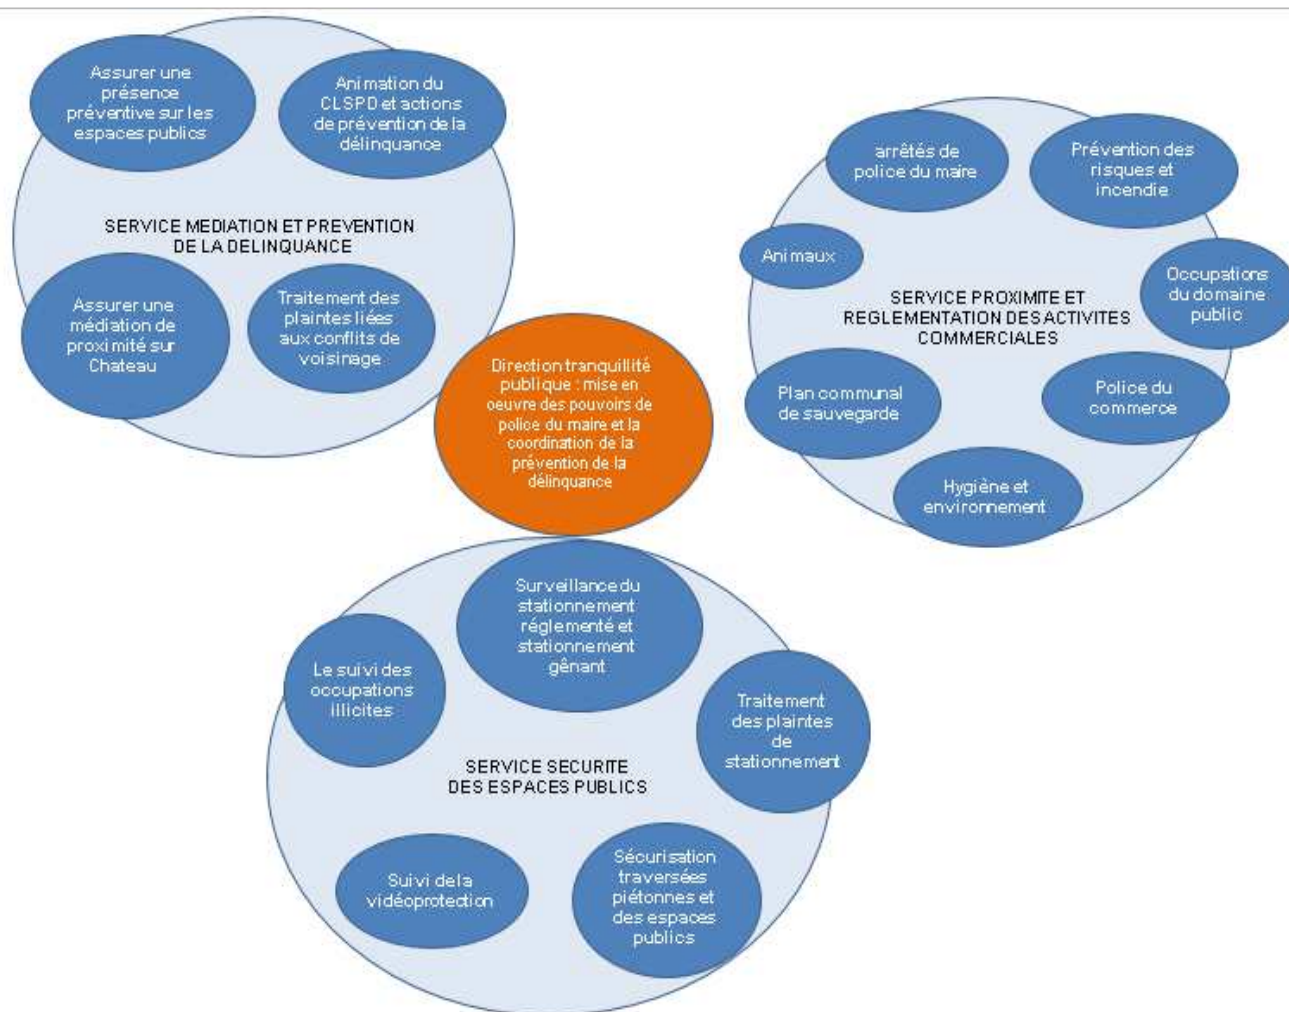 Assurer une
présence
préventive sur les
espaces publics
Animation du
CLSPD et actions
de prévention de la
délinquance
SERVICE MEDIATION ET PREVENTION
DE LA DELINQUANCE
Assurer une
médiation de
proximité sur
Chateau
Traitement des
plaintes liées
aux conflits de
voisinage
Direction tranquillité
publique : mise en
oeuvre des pouvoirs de
police du maire et la
coordination de la
prévention de la
délinquance
arrêtés de
police du maire
Prévention des
risques et
incendie
Animaux
Occupations
du domaine
public
SERVICE PROXIMITE ET
REGLEMENTATION DES ACTIVITES
COMMERCIALES
Plan communal
de sauvegarde
Police du
commerce
Hygiène et
environnement
Surveillance du
stationnement
réglementé et
stationnement
gênant
Le suivi des
occupations
illicites
Traitement
des plaintes
de
stationnement
SERVICE SECURITE
DES ESPACES PUBLICS
Suivi de la
vidéoprotection
Sécurisation
traversées
piétonnes et
des espaces
publics